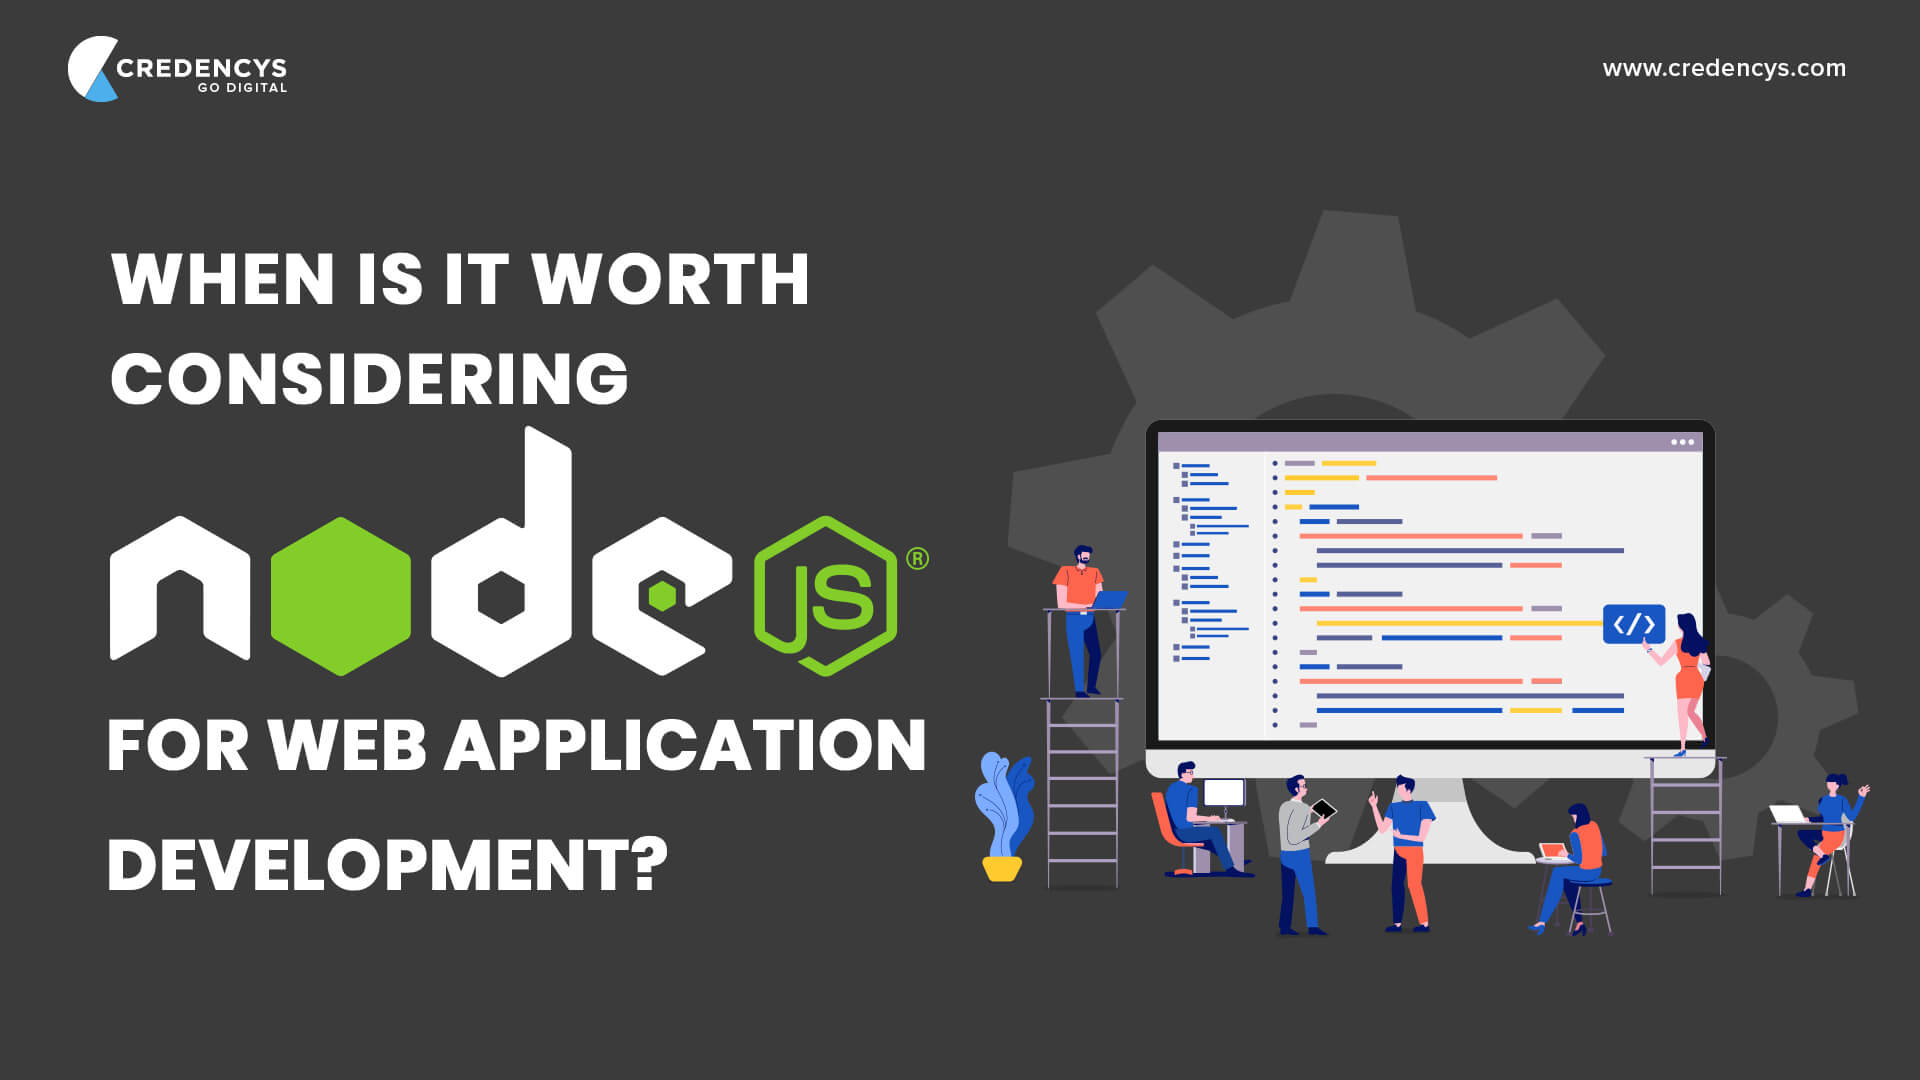 CREDENCYS
GO DIGITAL
www.credencys.com
WHEN IS IT WORTH
CONSIDERING
node JS ®
FOR WEB APPLICATION
DEVELOPMENT?
</>